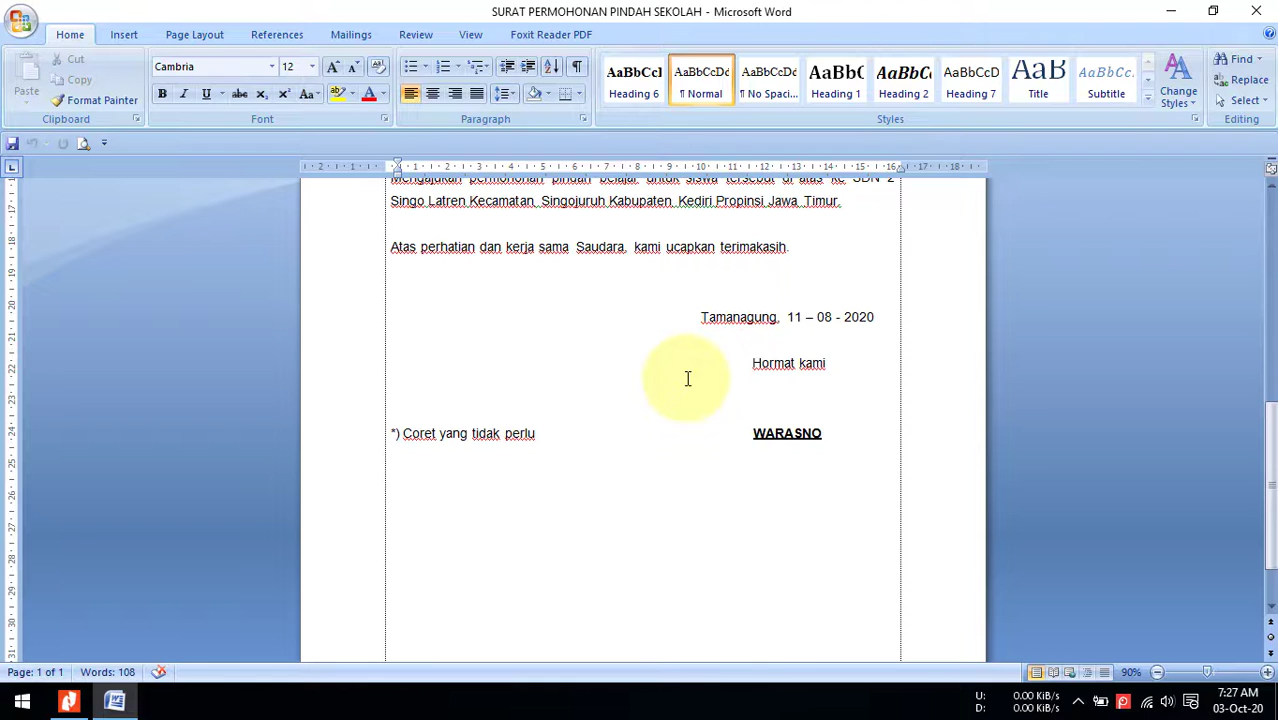 SURAT PERMOHONAN PINDAH SEKOLAH - Microsoft Word
Home Insert Page Layout References Mailings Review View Foxit Reader PDF
Cut
Copy
Format Painter
Paste
Clipboard
Cambria 12
Font
Paragraph
AaBbCcI AaBbCcDd AaBbCcDd AaBbC AaBbCc AaBbCcD AaB AaBbCc.
Heading 6 ¶ Normal ¶ No Spaci... Heading 1 Heading 2 Heading 7 Title Subtitle
Change Styles
Styles
Find
Replace
Select
Editing
Mengajukan permohonan pindah belajar untuk siswa tersebut di atas ke SDN 2
Singo Latren Kecamatan Singojuruh Kabupaten Kediri Propinsi Jawa Timur.
Atas perhatian dan kerja sama Saudara, kami ucapkan terimakasih.
Tamanagung, 11 – 08 - 2020
Hormat kami
*) Coret yang tidak perlu WARASNO
Page: 1 of 1 Words: 108 90%
U: 0.00 KiB/s
D: 0.00 KiB/s
7:27 AM
03-Oct-20